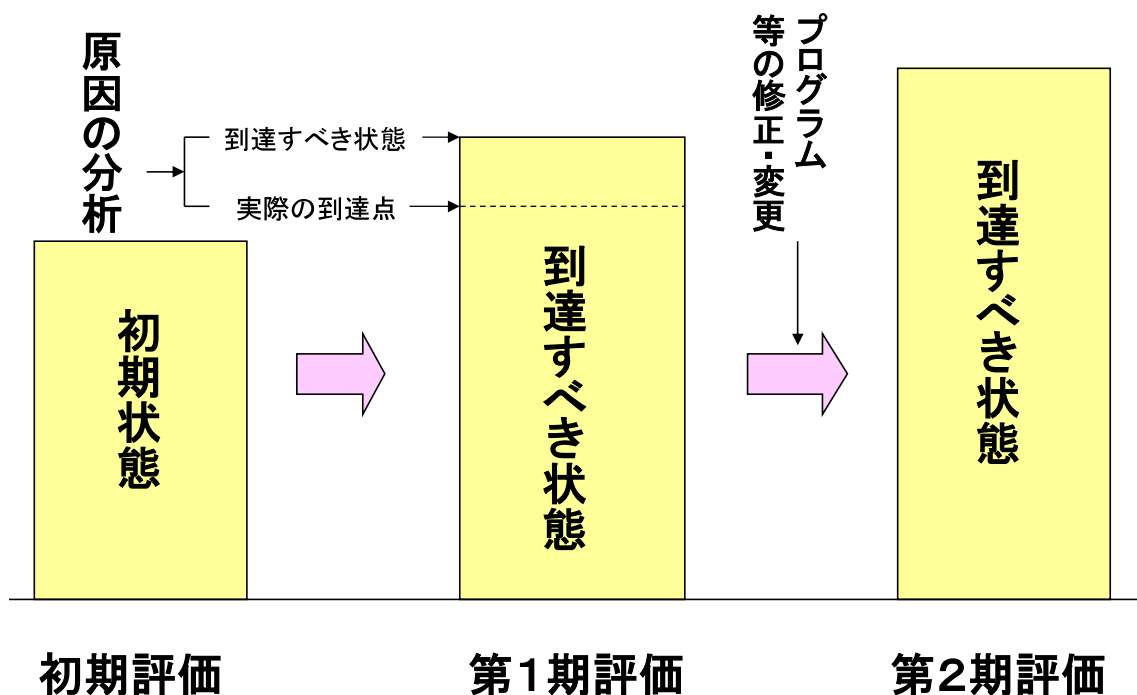 原因の分析
到達すべき状態
実際の到達点
プログラム
等の修正・変更
初期状態
到達すべき状態
到達すべき状態
初期評価
第1期評価
第2期評価